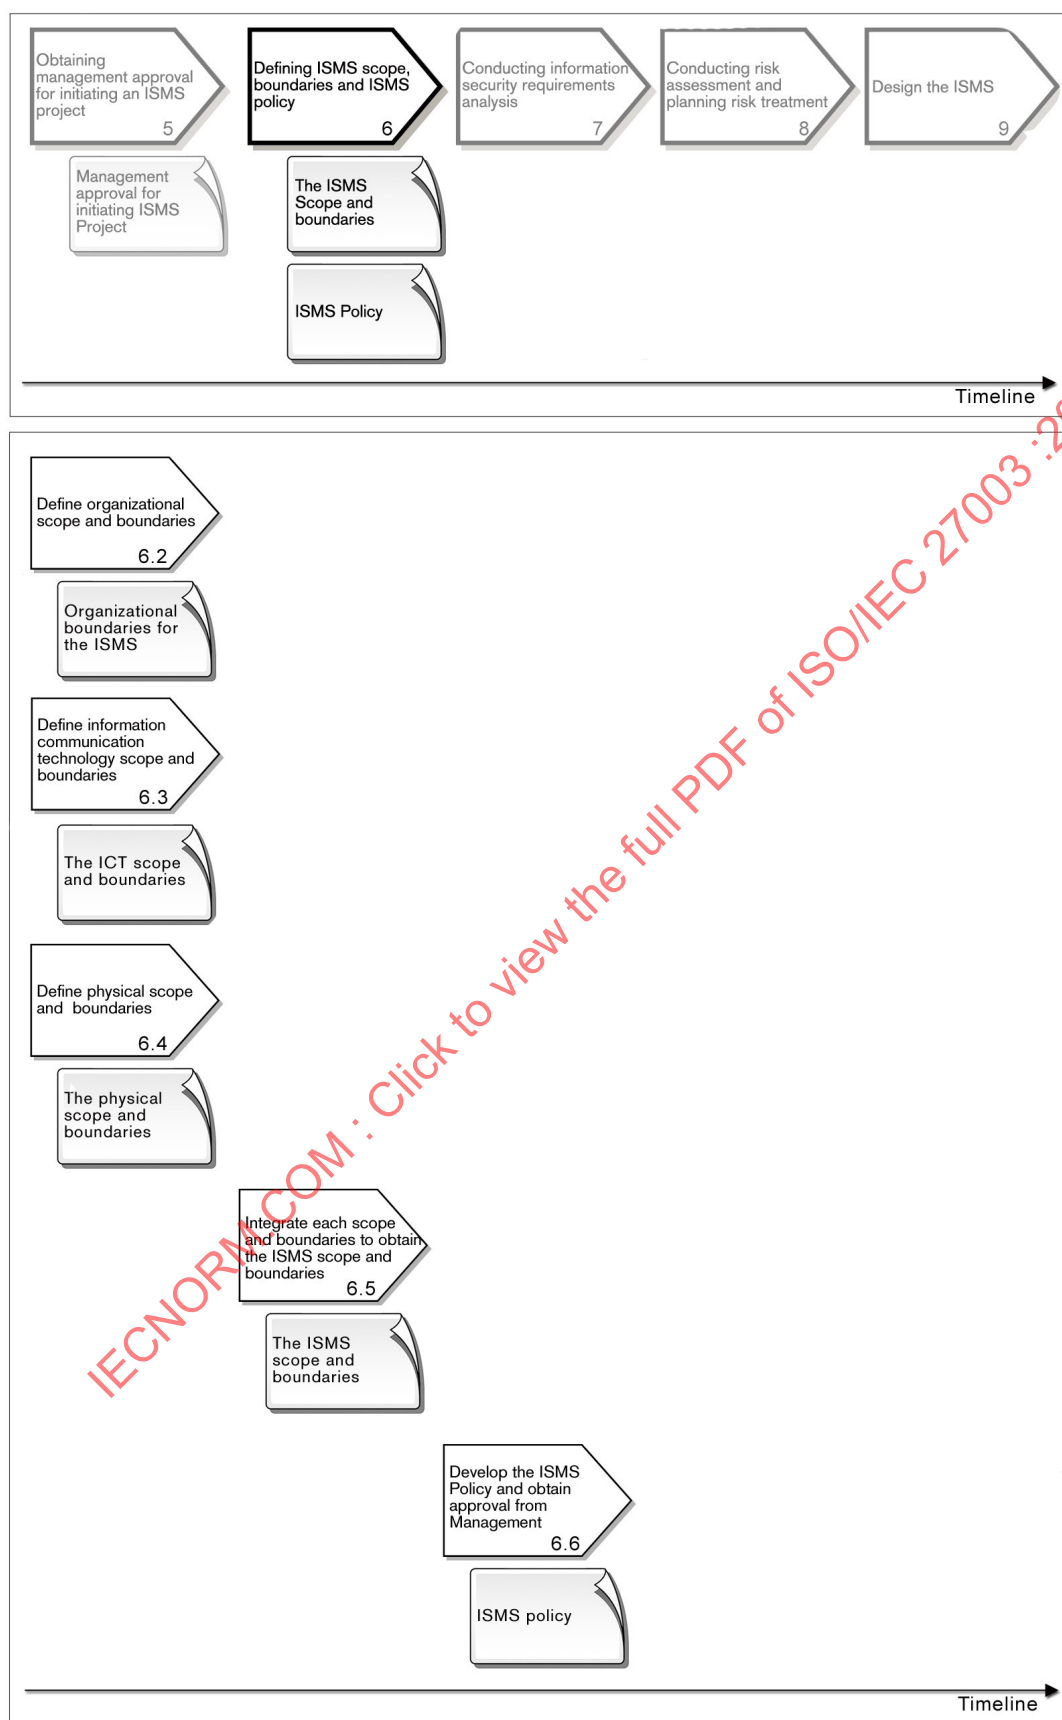 Obtaining
management approval
for initiating an ISMS
project
5
Defining ISMS scope,
boundaries and ISMS
policy
6
Conducting information
security requirements
analysis
7
Conducting risk
assessment and
planning risk treatment
8
Design the ISMS
9
Management
approval for
initiating ISMS
Project
The ISMS
Scope and
boundaries
ISMS Policy
Timeline
Define organizational
scope and boundaries
6.2
Organizational
boundaries for
the ISMS
Define information
communication
technology scope and
boundaries
6.3
The ICT scope
and boundaries
Define physical scope
and boundaries
6.4
The physical
scope and
boundaries
Integrate each scope
and boundaries to obtain
the ISMS scope and
boundaries
6.5
The ISMS
scope and
boundaries
Develop the ISMS
Policy and obtain
approval from
Management
6.6
ISMS policy
Timeline
IECNORM.COM : Click to view the full PDF of ISO/IEC 27003 :